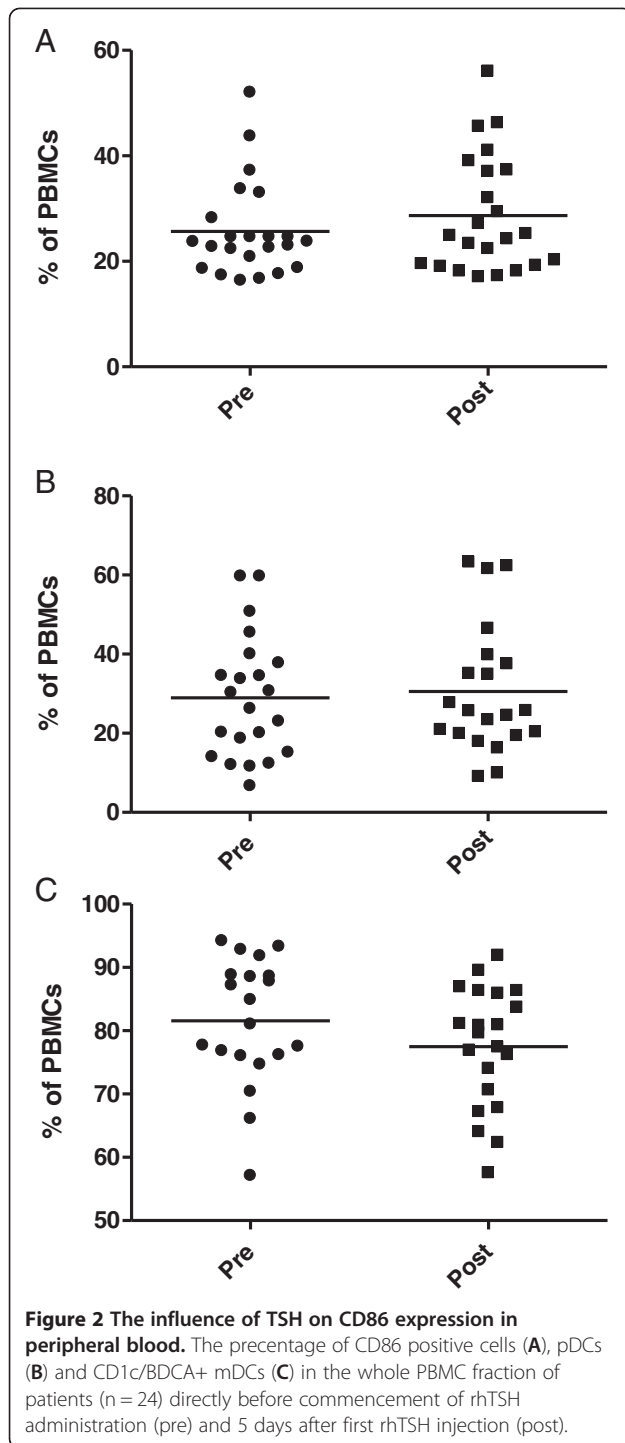 A
60
40
20
0
% of PBMCs
Pre
Post
B
80
60
40
20
0
% of PBMCs
Pre
Post
C
100
90
80
70
60
50
% of PBMCs
Pre
Post
Figure 2 The influence of TSH on CD86 expression in
peripheral blood. The precentage of CD86 positive cells (A), pDCs
(B) and CD1c/BDCA+ mDCs (C) in the whole PBMC fraction of
patients (n = 24) directly before commencement of rhTSH
administration (pre) and 5 days after first rhTSH injection (post).